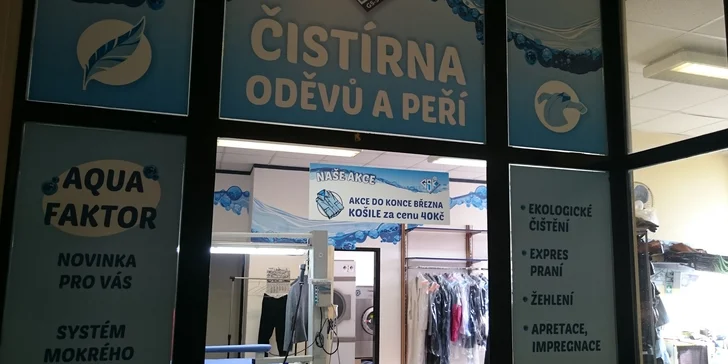 ČISTÍRNA
ODĚVŮ A PEŘÍ
AQUA
FAKTOR
NOVINKA
PRO VÁS
SYSTÉM
MOKRÉHO
NAŠE AKCE
AKCE DO KONCE BŘEZNA
KOŠILE za cenu 40Kč
* EKOLOGICKÉ
ČIŠTĚNÍ
* EXPRES
PRANÍ
* ŽEHLENÍ
* APRETACE,
IMPREGNACE